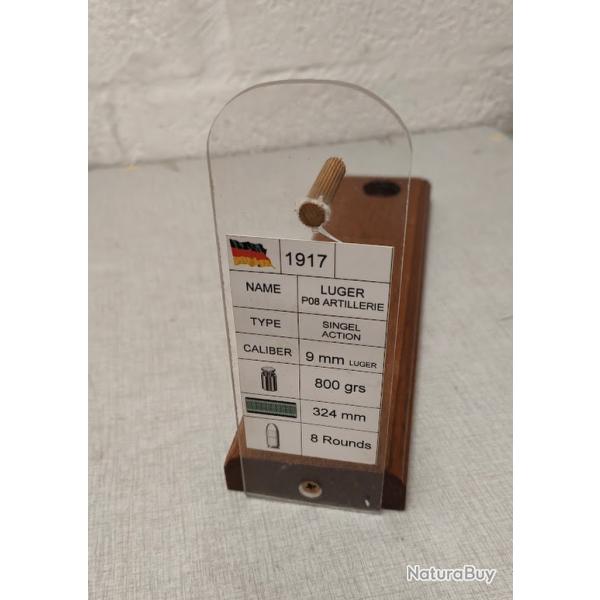 1917
NAME LUGER
P08 ARTILLERIE
TYPE SINGEL
ACTION
CALIBER 9 mm LUGER
800 grs
324 mm
8 Rounds
NaturaBuy